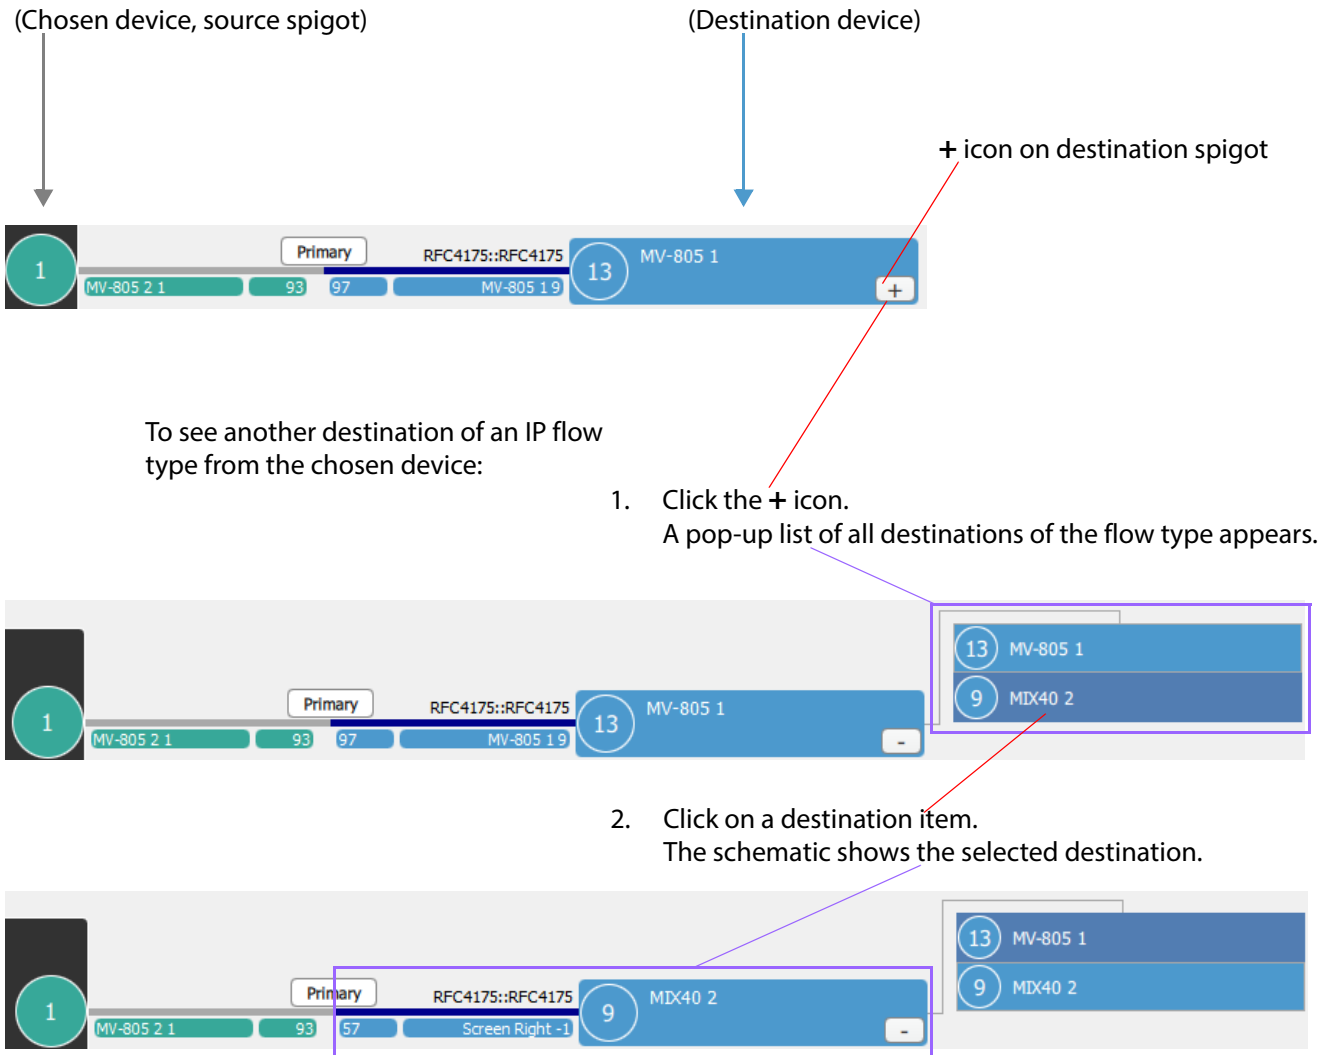 (Chosen device, source spigot)
(Destination device)
+ icon on destination spigot
1
Primary
RFC4175::RFC4175
13
MV-805 1
MV-805 2 1
93
97
MV-805 1 9
+
To see another destination of an IP flow
type from the chosen device:
1. Click the + icon.
A pop-up list of all destinations of the flow type appears.
13 MV-805 1
9 MIX40 2
1
Primary
RFC4175::RFC4175
13
MV-805 1
MV-805 2 1
93
97
MV-805 1 9
-
2. Click on a destination item.
The schematic shows the selected destination.
13 MV-805 1
9 MIX40 2
1
Primary
RFC4175::RFC4175
9
MIX40 2
MV-805 2 1
93
57
Screen Right -1
-